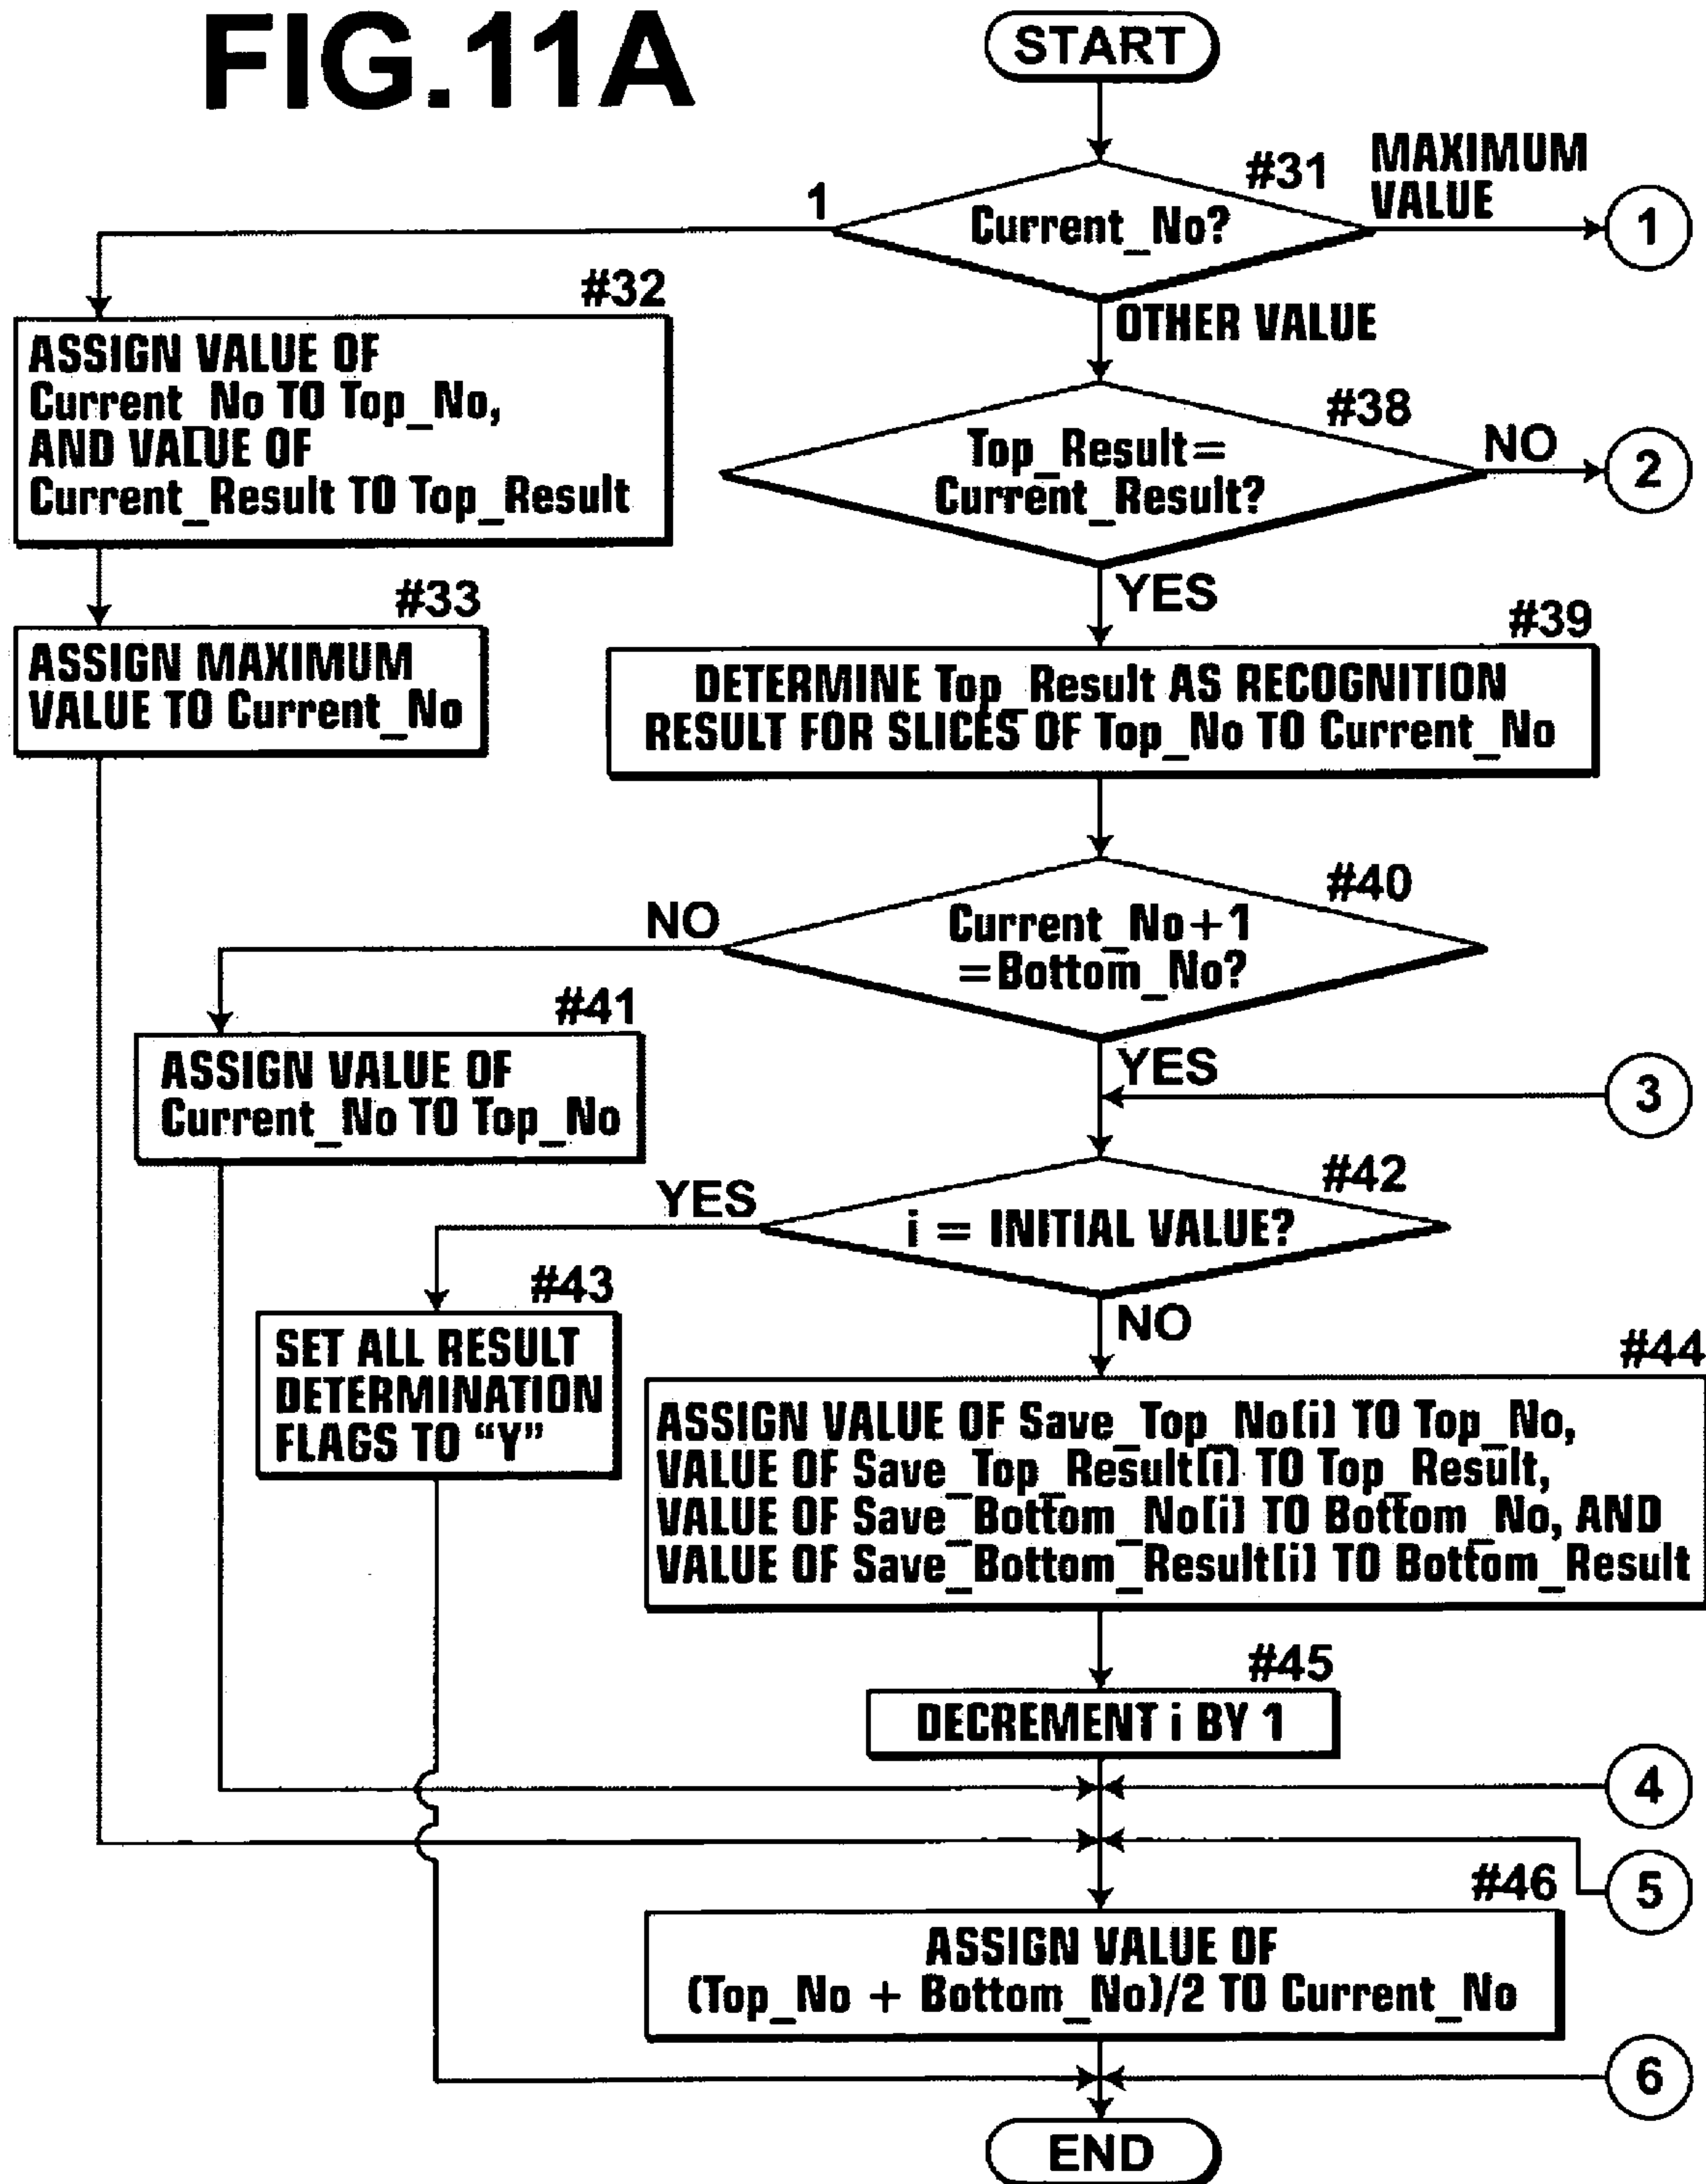 FIG.11A
START
#31
Current_No?
1
MAXIMUM
VALUE
1
OTHER VALUE
#32
ASSIGN VALUE OF
Current_No TO Top_No,
AND VALUE OF
Current_Result TO Top_Result
#38
Top_Result=
Current_Result?
NO
2
YES
#33
ASSIGN MAXIMUM
VALUE TO Current_No
#39
DETERMINE Top_Result AS RECOGNITION
RESULT FOR SLICES OF Top_No TO Current_No
#40
Current_No+1
=Bottom_No?
NO
YES
#41
ASSIGN VALUE OF
Current_No TO Top_No
3
#42
i = INITIAL VALUE?
YES
NO
#43
SET ALL RESULT
DETERMINATION
FLAGS TO “Y”
#44
ASSIGN VALUE OF Save_Top_No[i] TO Top_No,
VALUE OF Save_Top_Result[i] TO Top_Result,
VALUE OF Save_Bottom_No[i] TO Bottom_No, AND
VALUE OF Save_Bottom_Result[i] TO Bottom_Result
#45
DECREMENT i BY 1
4
5
#46
ASSIGN VALUE OF
(Top_No + Bottom_No)/2 TO Current_No
6
END